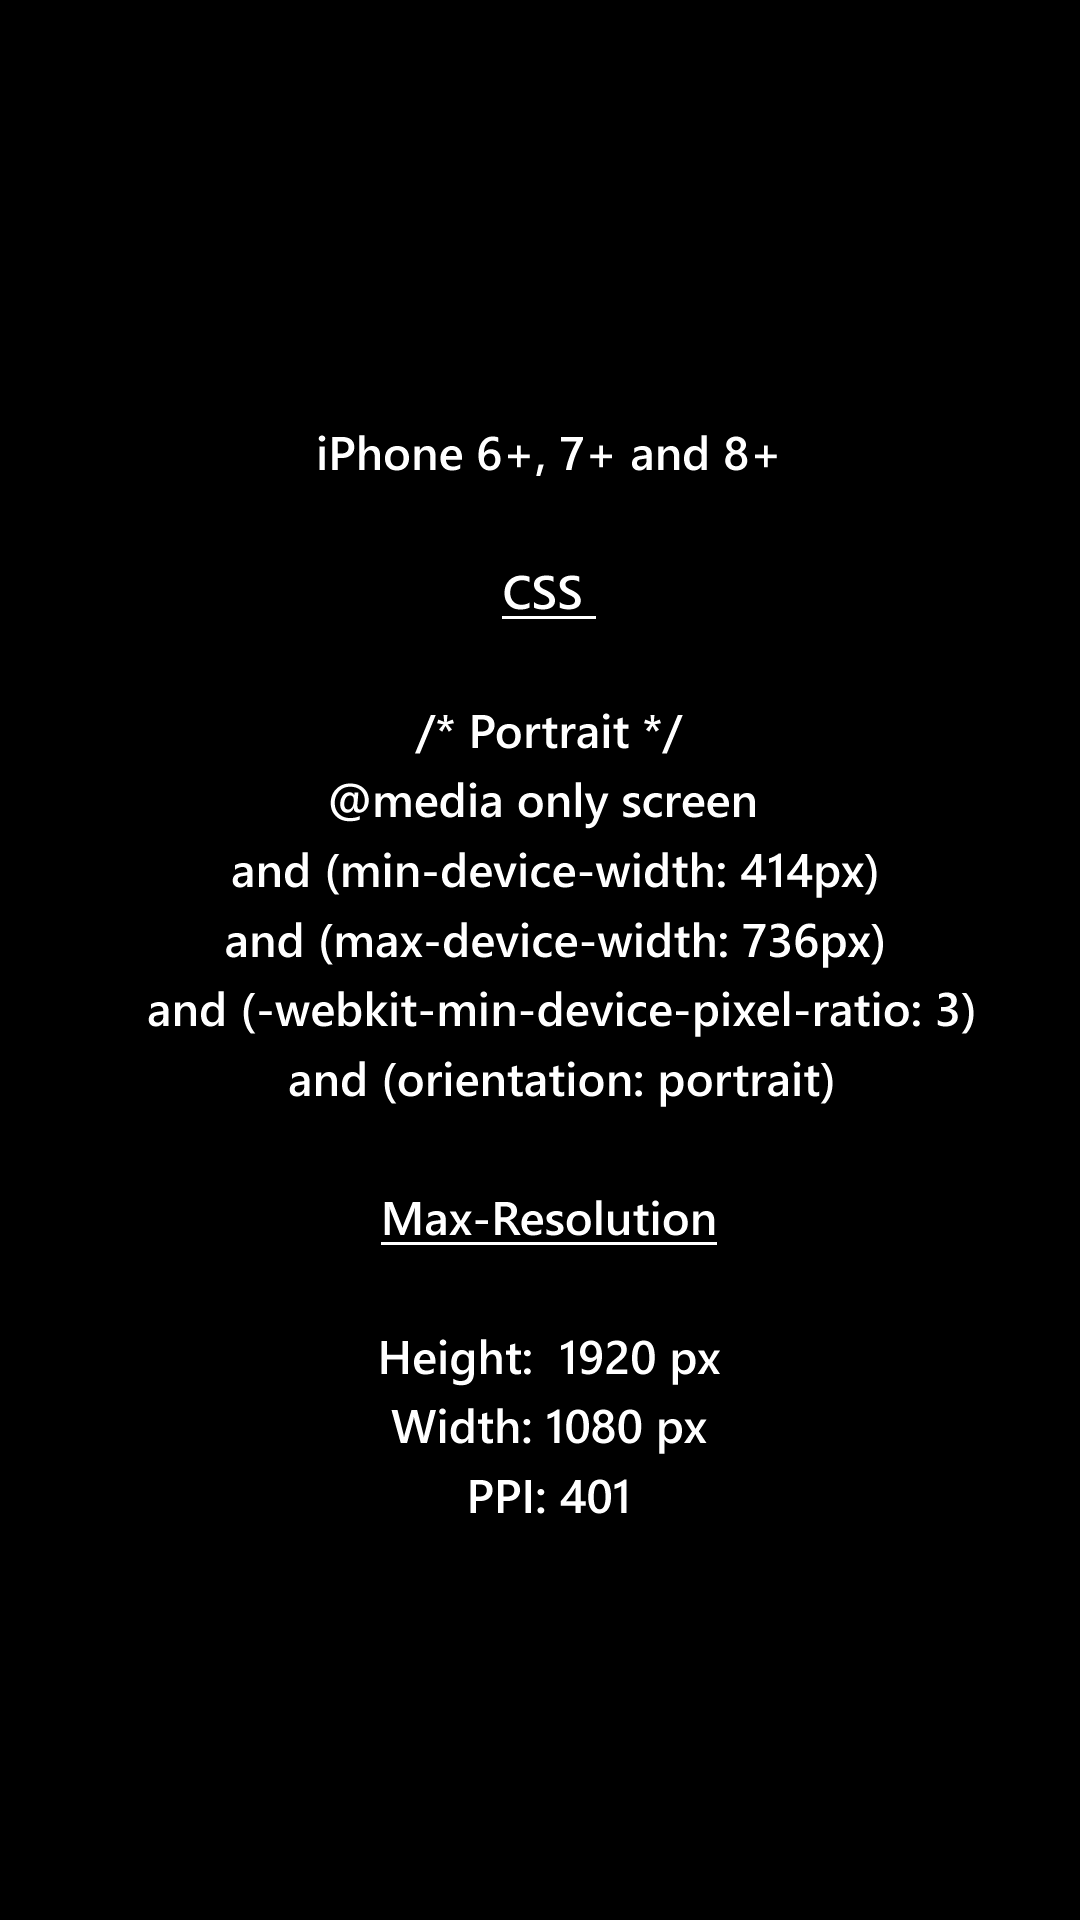 iPhone 6+, 7+ and 8+
CSS
/* Portrait */
@media only screen
and (min-device-width: 414px)
and (max-device-width: 736px)
and (-webkit-min-device-pixel-ratio: 3)
and (orientation: portrait)
Max-Resolution
Height:  1920 px
Width: 1080 px
PPI: 401